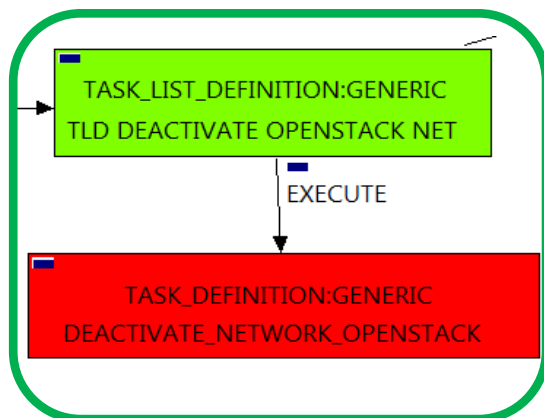 TASK_LIST_DEFINITION:GENERIC
TLD DEACTIVATE OPENSTACK NET
EXECUTE
TASK_DEFINITION:GENERIC
DEACTIVATE_NETWORK_OPENSTACK